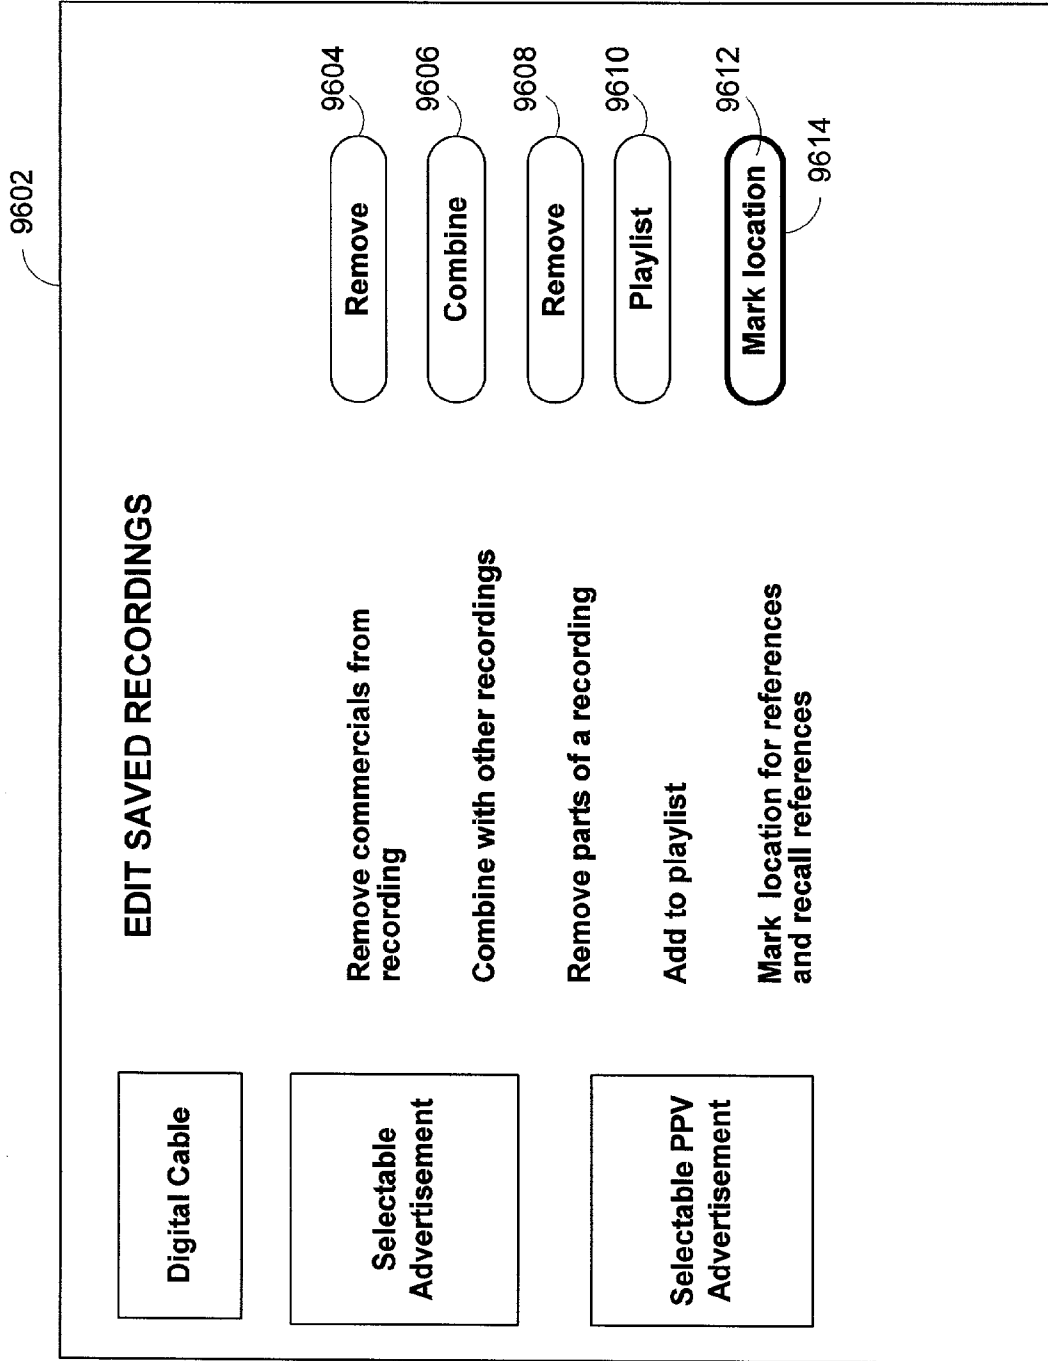 9602
EDIT SAVED RECORDINGS
Digital Cable
Selectable
Advertisement
Selectable PPV
Advertisement
Remove commercials from
recording
Remove
9604
Combine with other recordings
Combine
9606
Remove parts of a recording
Remove
9608
Add to playlist
Playlist
9610
Mark location for references
and recall references
Mark location
9612
9614